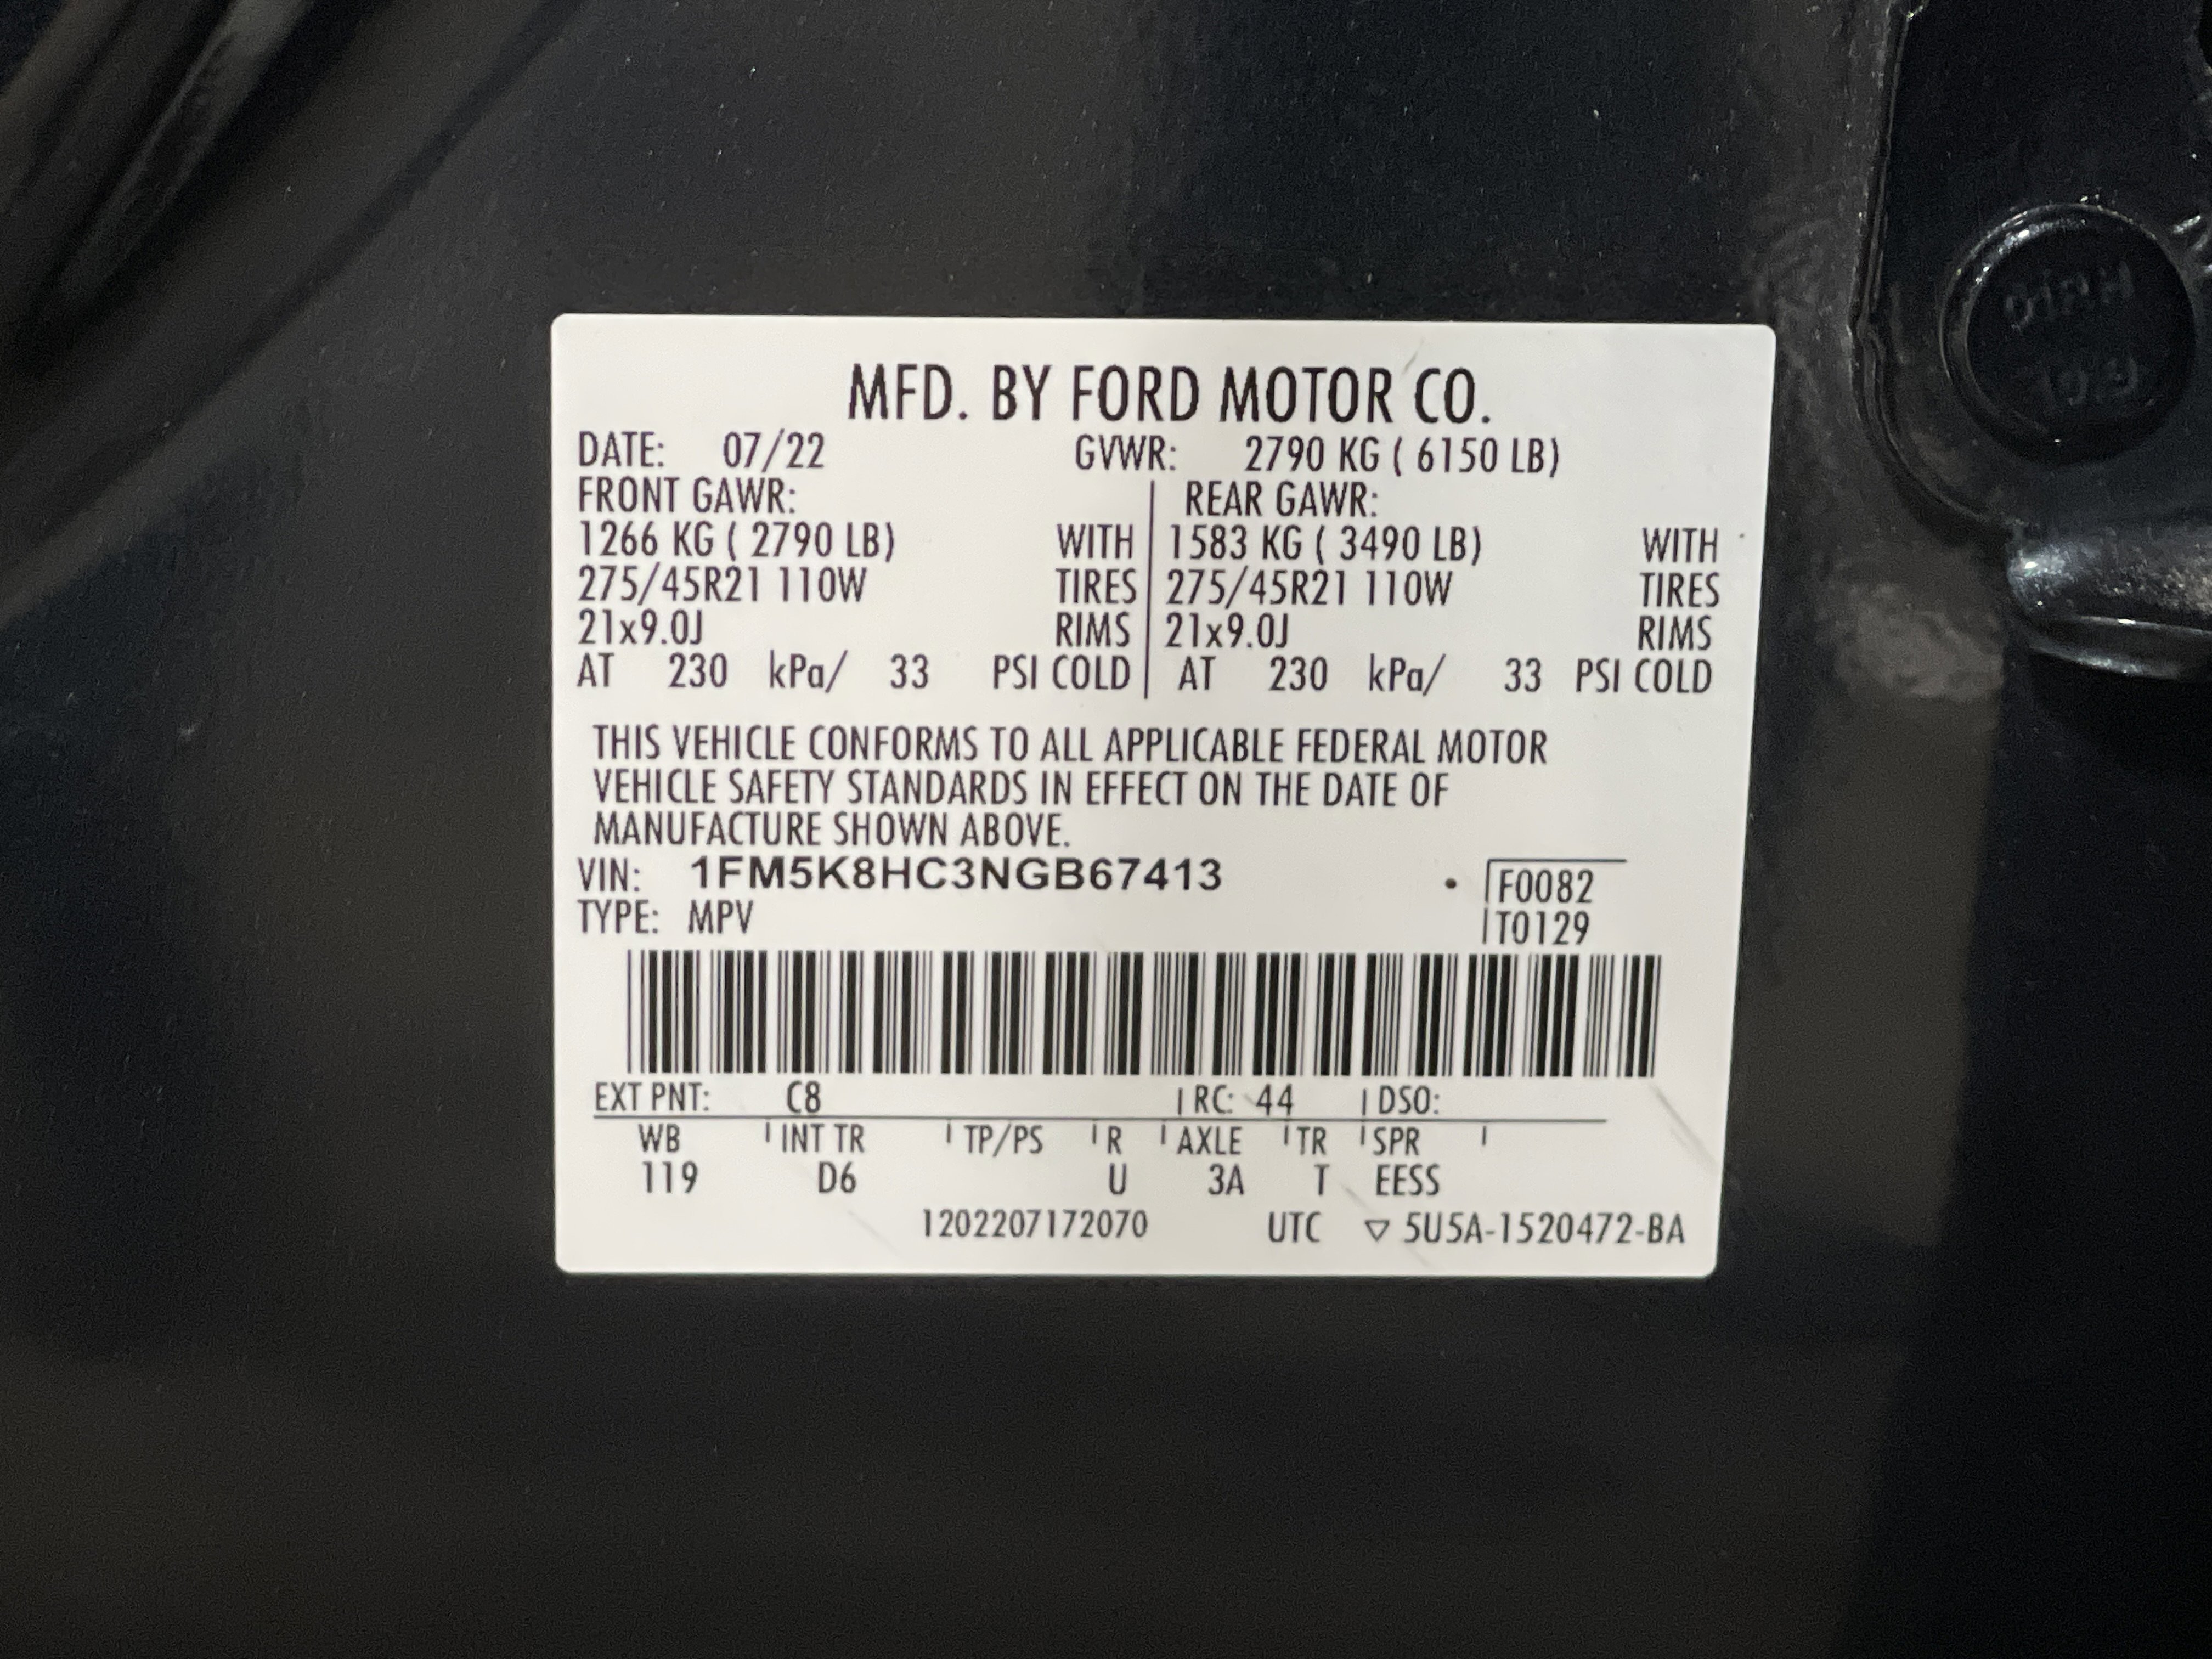 MFD. BY FORD MOTOR CO.
DATE: 07/22 GVWR: 2790 KG ( 6150 LB)
FRONT GAWR: REAR GAWR:
1266 KG ( 2790 LB) WITH 1583 KG ( 3490 LB) WITH
275/45R21 110W TIRES 275/45R21 110W TIRES
21x9.0J RIMS 21x9.0J RIMS
AT 230 kPa/ 33 PSI COLD AT 230 kPa/ 33 PSI COLD
THIS VEHICLE CONFORMS TO ALL APPLICABLE FEDERAL MOTOR
VEHICLE SAFETY STANDARDS IN EFFECT ON THE DATE OF
MANUFACTURE SHOWN ABOVE.
VIN: 1FM5K8HC3NGB67413 F0082
TYPE: MPV T0129
EXT PNT: C8 RC: 44 DSO:
WB INT TR TP/PS R AXLE TR SPR
119 D6 U 3A T EESS
1202207172070 UTC ▽ 5U5A-1520472-BA